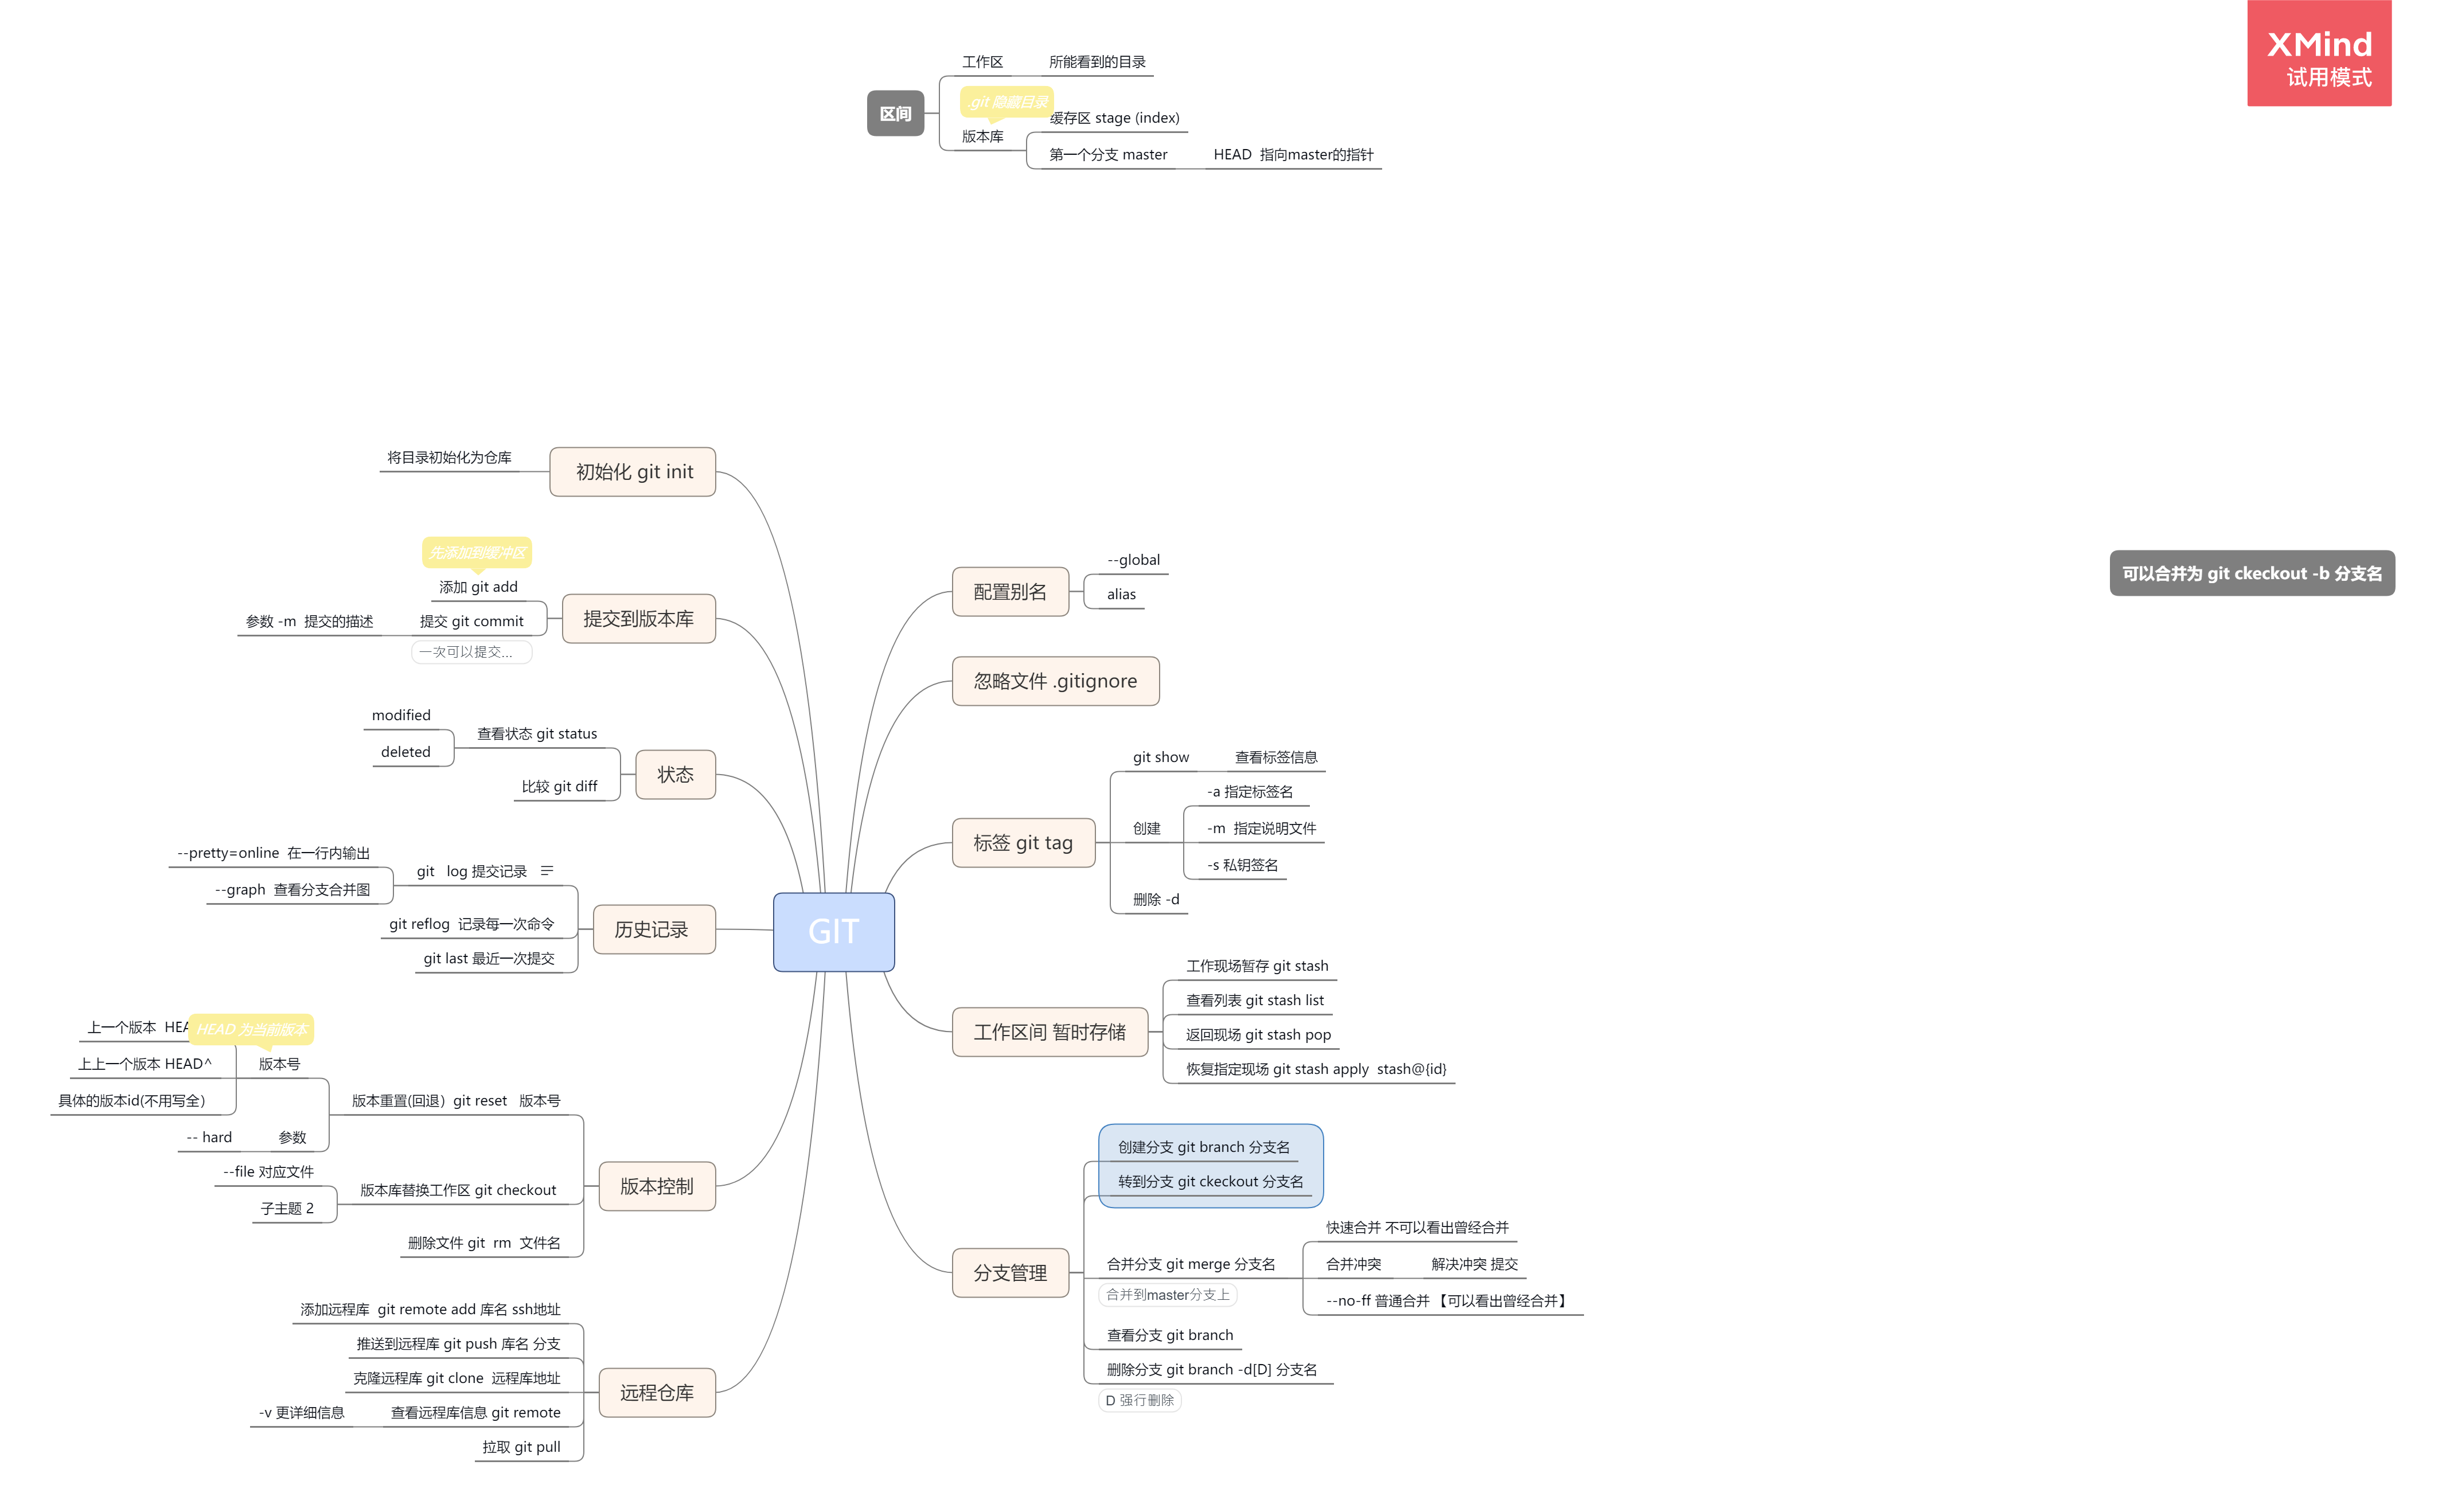 XMind
试用模式
区间
工作区
所能看到的目录
.git 隐藏目录
版本库
缓存区 stage (index)
第一个分支 master
HEAD 指向master的指针
可以合并为 git ckeckout -b 分支名
GIT
初始化 git init
将目录初始化为仓库
提交到版本库
先添加到缓冲区
添加 git add
提交 git commit
参数 -m 提交的描述
一次可以提交...
状态
查看状态 git status
modified
deleted
比较 git diff
历史记录
git log 提交记录
--pretty=online 在一行内输出
--graph 查看分支合并图
git reflog 记录每一次命令
git last 最近一次提交
版本控制
版本重置(回退) git reset 版本号
HEAD 为当前版本
版本号
上一个版本
上上一个版本 HEAD^
具体的版本id(不用写全)
参数
-- hard
版本库替换工作区 git checkout
--file 对应文件
子主题 2
删除文件 git rm 文件名
远程仓库
添加远程库 git remote add 库名 ssh地址
推送到远程库 git push 库名 分支
克隆远程库 git clone 远程库地址
查看远程库信息 git remote
-v 更详细信息
拉取 git pull
配置别名
--global
alias
忽略文件 .gitignore
标签 git tag
git show
查看标签信息
创建
-a 指定标签名
-m 指定说明文件
-s 私钥签名
删除 -d
工作区间 暂时存储
工作现场暂存 git stash
查看列表 git stash list
返回现场 git stash pop
恢复指定现场 git stash apply stash@{id}
分支管理
创建分支 git branch 分支名
转到分支 git ckeckout 分支名
合并分支 git merge 分支名
合并到master分支上
快速合并 不可以看出曾经合并
合并冲突
解决冲突 提交
--no-ff 普通合并 【可以看出曾经合并】
查看分支 git branch
删除分支 git branch -d[D] 分支名
D 强行删除